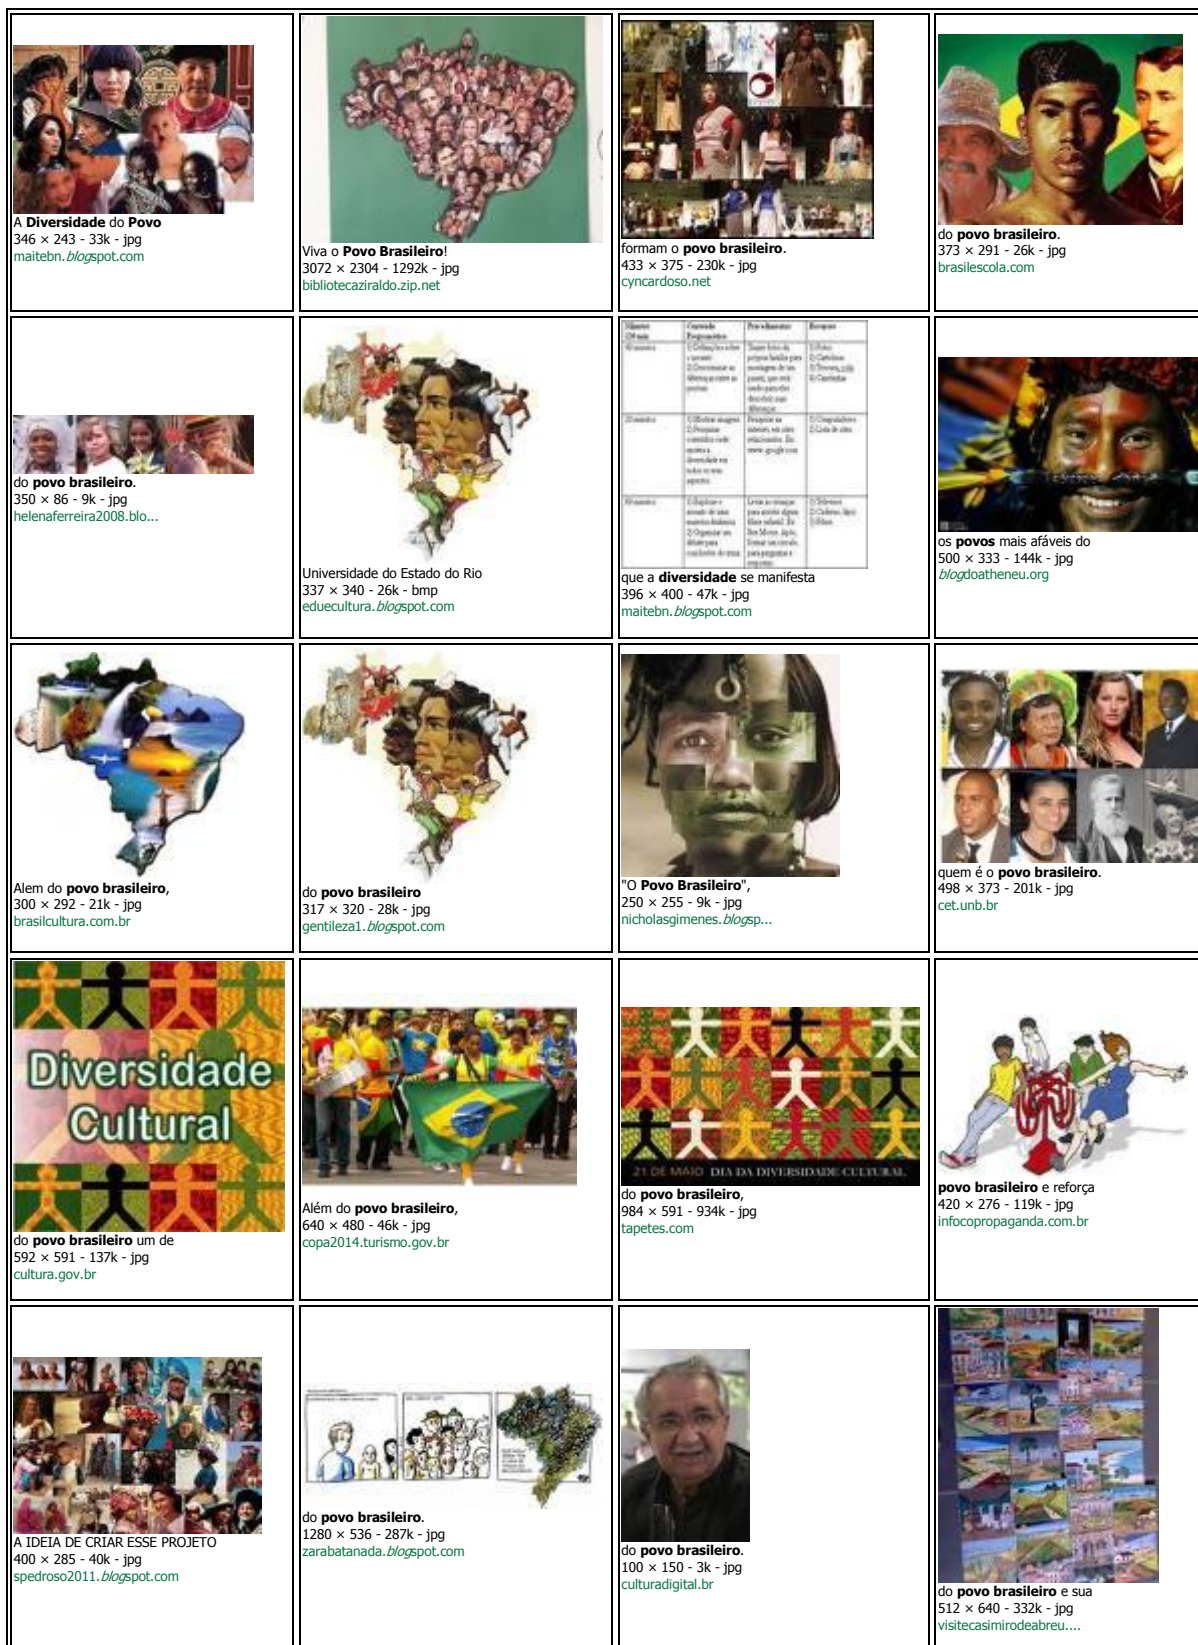 A Diversidade do Povo
346 × 243 - 33k - jpg
maitebn.blogspot.com
Viva o Povo Brasileiro!
3072 × 2304 - 1292k - jpg
bibliotecaziraldo.zip.net
formam o povo brasileiro.
433 × 375 - 230k - jpg
cyncardoso.net
do povo brasileiro.
373 × 291 - 26k - jpg
brasilescola.com
do povo brasileiro.
350 × 86 - 9k - jpg
helenaferreira2008.blo...
Universidade do Estado do Rio
337 × 340 - 26k - bmp
eduecultura.blogspot.com
que a diversidade se manifesta
396 × 400 - 47k - jpg
maitebn.blogspot.com
os povos mais afáveis do
500 × 333 - 144k - jpg
blogdoatheneu.org
Alem do povo brasileiro,
300 × 292 - 21k - jpg
brasilcultura.com.br
do povo brasileiro
317 × 320 - 28k - jpg
gentileza1.blogspot.com
"O Povo Brasileiro",
250 × 255 - 9k - jpg
nicholasgimenes.blogsp...
quem é o povo brasileiro.
498 × 373 - 201k - jpg
cet.unb.br
Diversidade
Cultural
do povo brasileiro um de
592 × 591 - 137k - jpg
cultura.gov.br
Além do povo brasileiro,
640 × 480 - 46k - jpg
copa2014.turismo.gov.br
21 DE MAIO DIA DA DIVERSIDADE CULTURAL
do povo brasileiro,
984 × 591 - 934k - jpg
tapetes.com
povo brasileiro e reforça
420 × 276 - 119k - jpg
infocopropaganda.com.br
A IDEIA DE CRIAR ESSE PROJETO
400 × 285 - 40k - jpg
spedroso2011.blogspot.com
do povo brasileiro.
1280 × 536 - 287k - jpg
zarabatanada.blogspot.com
do povo brasileiro.
100 × 150 - 3k - jpg
culturadigital.br
do povo brasileiro e sua
512 × 640 - 332k - jpg
visitecasimirodeabreu....